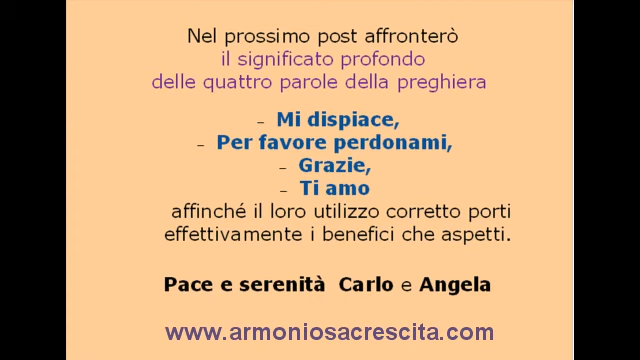 Nel prossimo post affronterò
il significato profondo
delle quattro parole della preghiera
– Mi dispiace,
– Per favore perdonami,
– Grazie,
– Ti amo
affinché il loro utilizzo corretto porti
effettivamente i benefici che aspetti.
Pace e serenità Carlo e Angela
www.armoniosacrescita.com